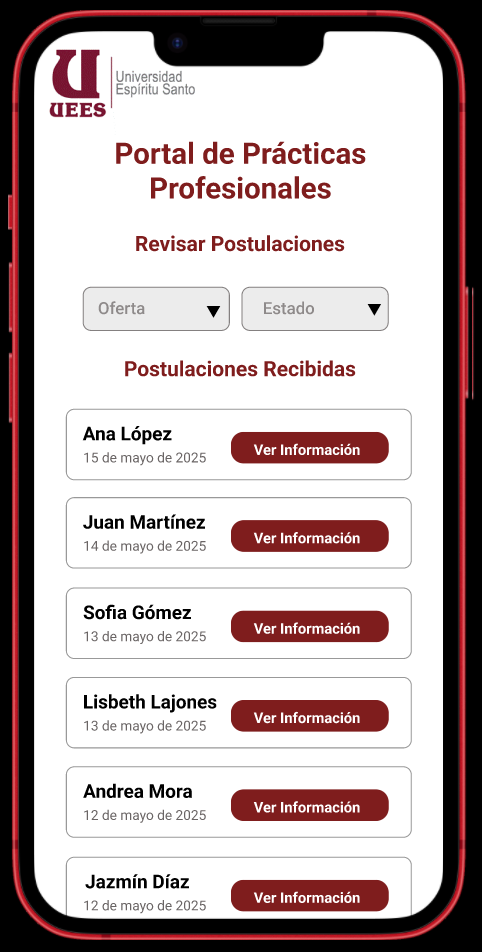 UEES
Universidad
Espíritu Santo
Portal de Prácticas
Profesionales
Revisar Postulaciones
Oferta
Estado
Postulaciones Recibidas
Ana López
15 de mayo de 2025
Ver Información
Juan Martínez
14 de mayo de 2025
Ver Información
Sofia Gómez
13 de mayo de 2025
Ver Información
Lisbeth Lajones
13 de mayo de 2025
Ver Información
Andrea Mora
12 de mayo de 2025
Ver Información
Jazmín Díaz
12 de mayo de 2025
Ver Información